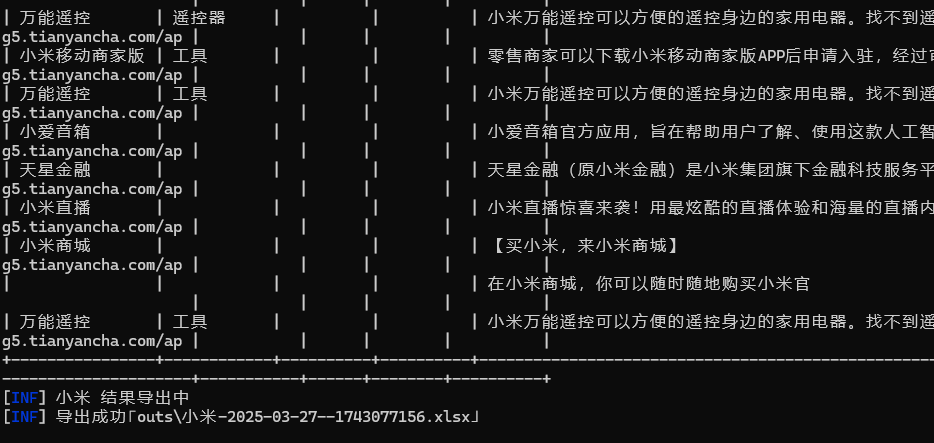 | 万能遥控 | 遥控器 | | | 小米万能遥控可以方便的遥控身边的家用电器。找不到遥
g5.tianyancha.com/ap | | | | |
| 小米移动商家版 | 工具 | | | 零售商家可以下载小米移动商家版APP后申请入驻，经过
g5.tianyancha.com/ap | | | | |
| 万能遥控 | 工具 | | | 小米万能遥控可以方便的遥控身边的家用电器。找不到遥
g5.tianyancha.com/ap | | | | |
| 小爱音箱 | | | | 小爱音箱官方应用，旨在帮助用户了解、使用这款人工智
g5.tianyancha.com/ap | | | | |
| 天星金融 | | | | 天星金融（原小米金融）是小米集团旗下金融科技服务平
g5.tianyancha.com/ap | | | | |
| 小米直播 | | | | 小米直播惊喜来袭！用最炫酷的直播体验和海量的直播内
g5.tianyancha.com/ap | | | | |
| 小米商城 | | | | 【买小米，来小米商城】
g5.tianyancha.com/ap | | | | |
| | | | | 在小米商城，你可以随时随地购买小米官
| | | | |
| 万能遥控 | 工具 | | | 小米万能遥控可以方便的遥控身边的家用电器。找不到遥
g5.tianyancha.com/ap | | | | |
[INF] 小米 结果导出中
[INF] 导出成功「outs\小米-2025-03-27--1743077156.xlsx」